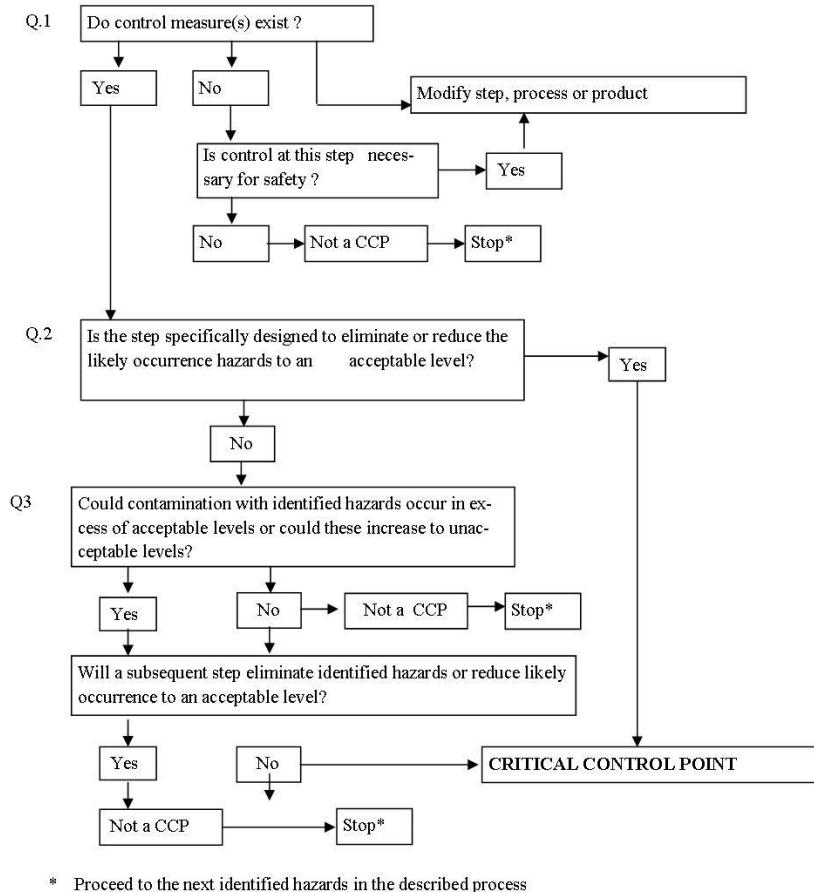 Q.1
Do control measure(s) exist ?
Yes
No
Modify step, process or product
Is control at this step neces-
sary for safety ?
Yes
No
Not a CCP
Stop*
Q.2
Is the step specifically designed to eliminate or reduce the
likely occurrence hazards to an acceptable level?
Yes
No
Q3
Could contamination with identified hazards occur in ex-
cess of acceptable levels or could these increase to unac-
ceptable levels?
Yes
No
Not a CCP
Stop*
Will a subsequent step eliminate identified hazards or reduce likely
occurrence to an acceptable level?
Yes
No
CRITICAL CONTROL POINT
Not a CCP
Stop*
* Proceed to the next identified hazards in the described process